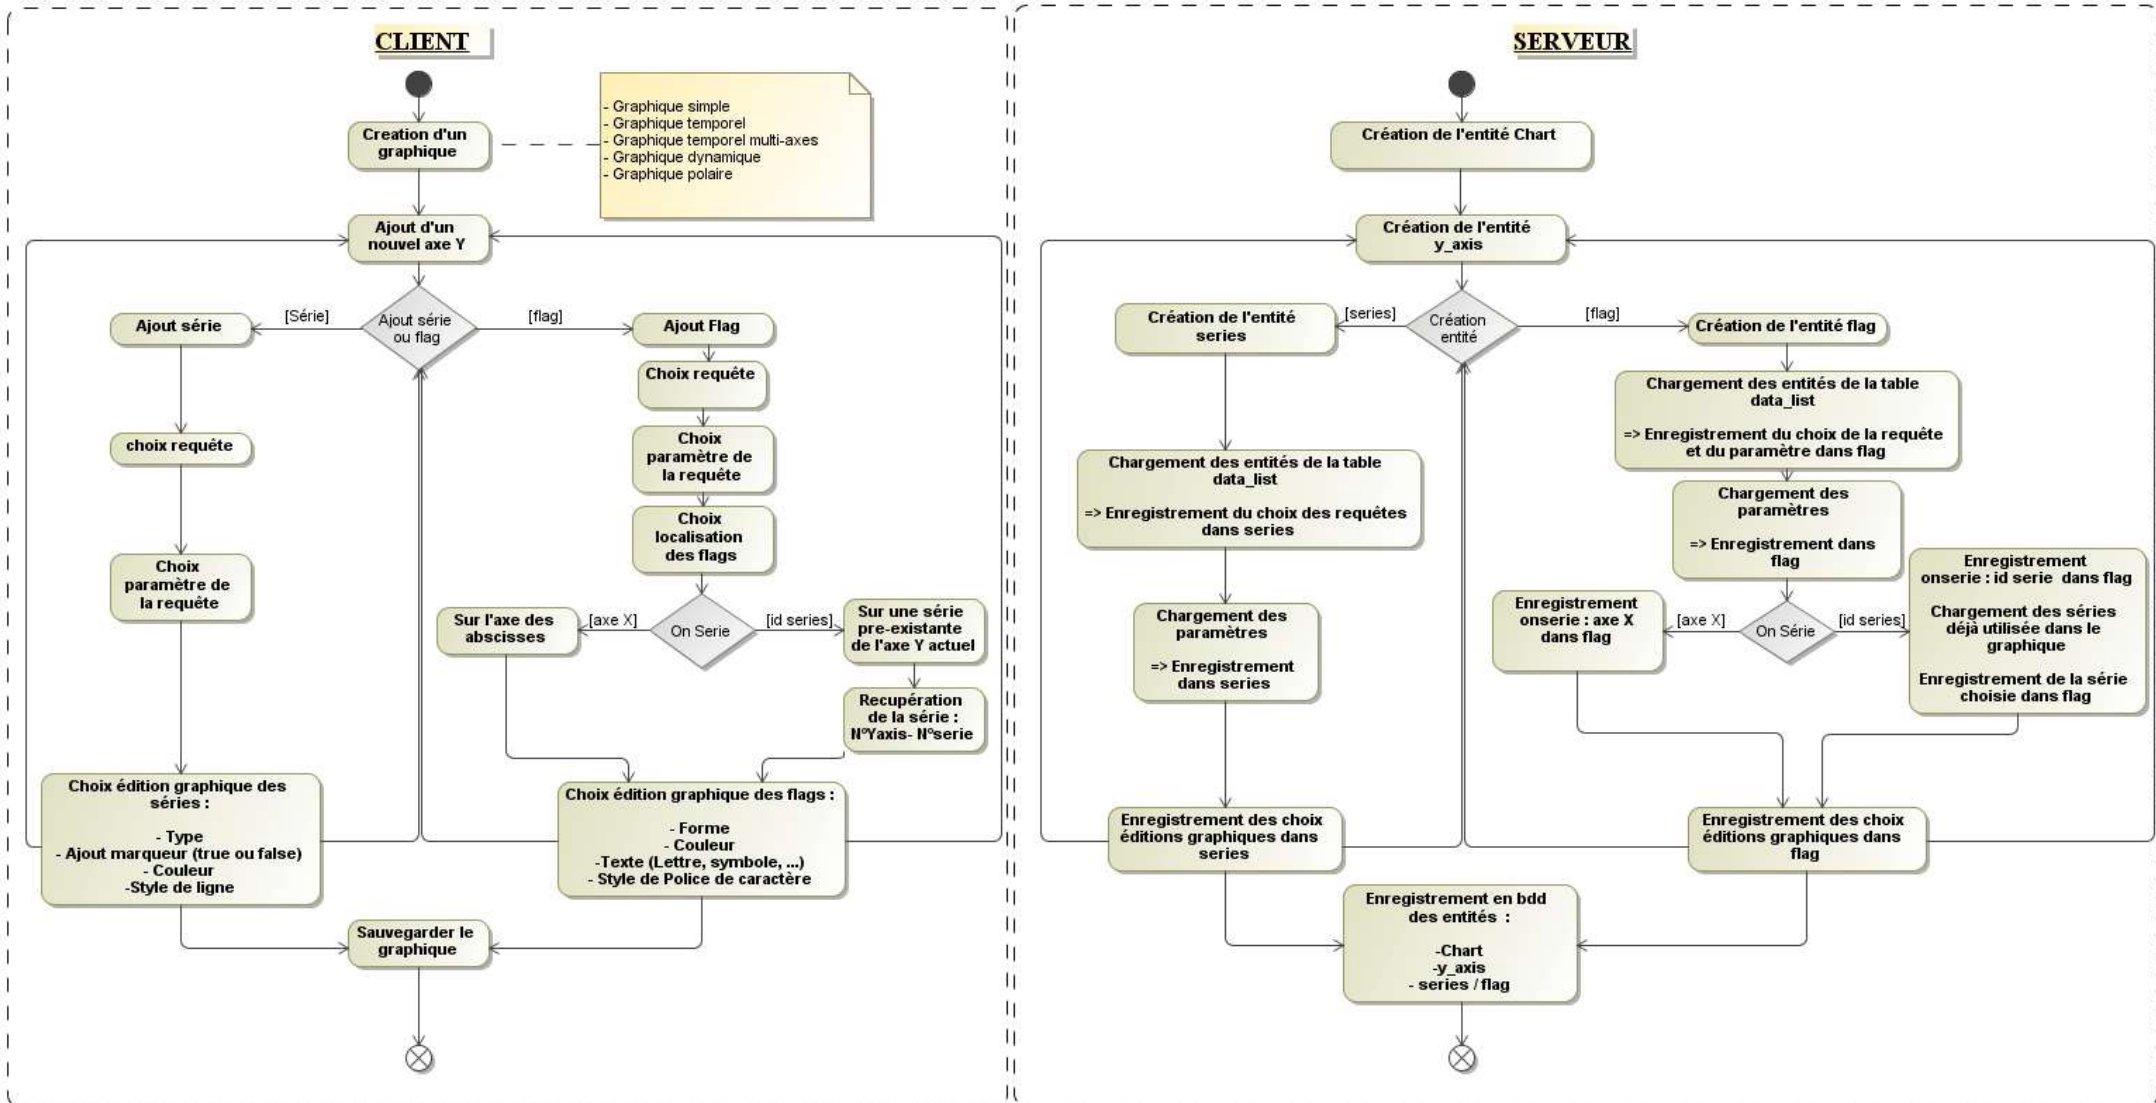 CLIENT
- Graphique simple
- Graphique temporel
- Graphique temporel multi-axes
- Graphique dynamique
- Graphique polaire
Creation d'un
graphique
Ajout d'un
nouvel axe Y
Ajout série
ou flag
[Série]
[flag]
Ajout série
choix requête
Choix
paramètre de
la requête
Choix édition graphique des
séries :
- Type
- Ajout marqueur (true ou false)
- Couleur
-Style de ligne
Ajout Flag
Choix requête
Choix
paramètre de
la requête
Choix
localisation
des flags
On Serie
[axe X]
[id series]
Sur l'axe des
abscisses
Sur une série
pre-existante
de l'axe Y actuel
Recupération
de la série :
N°Yaxis- N°serie
Choix édition graphique des flags :
- Forme
- Couleur
-Texte (Lettre, symbole, ...)
- Style de Police de caractère
Sauvegarder le
graphique
SERVEUR
Création de l'entité Chart
Création de l'entité
y_axis
Création
entité
[series]
[flag]
Création de l'entité
series
Chargement des entités de la table
data_list
=> Enregistrement du choix des requêtes
dans series
Chargement des
paramètres
=> Enregistrement
dans series
Enregistrement des choix
éditions graphiques dans
series
Création de l'entité flag
Chargement des entités de la table
data_list
=> Enregistrement du choix de la requête
et du paramètre dans flag
Chargement des
paramètres
=> Enregistrement dans
flag
On Série
[axe X]
[id series]
Enregistrement
onserie : axe X
dans flag
Enregistrement
onserie : id serie dans flag
Chargement des séries
déjà utilisée dans le
graphique
Enregistrement de la série
choisie dans flag
Enregistrement des choix
éditions graphiques dans
flag
Enregistrement en bdd
des entités :
-Chart
-y_axis
- series / flag